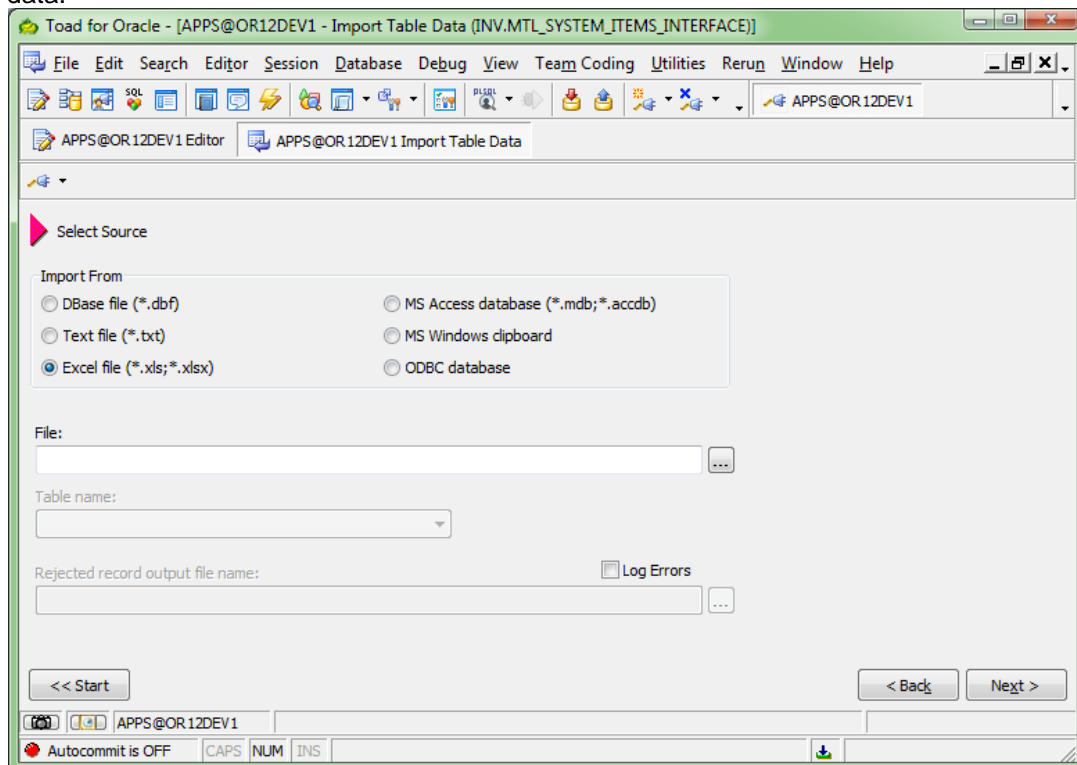 data.
Toad for Oracle - [APPS@OR12DEV1 - Import Table Data (INV.MTL_SYSTEM_ITEMS_INTERFACE)]
File Edit Search Editor Session Database Debug View Team Coding Utilities Rerun Window Help
SQL PLSQL APPS@OR12DEV1
APPS@OR12DEV1 Editor APPS@OR12DEV1 Import Table Data
Select Source
Import From
DBase file (*.dbf) MS Access database (*.mdb;*.accdb)
Text file (*.txt) MS Windows clipboard
Excel file (*.xls;*.xlsx) ODBC database
File:
...
Table name:
Rejected record output file name: Log Errors
...
<< Start < Back Next >
APPS@OR12DEV1
Autocommit is OFF CAPS NUM INS